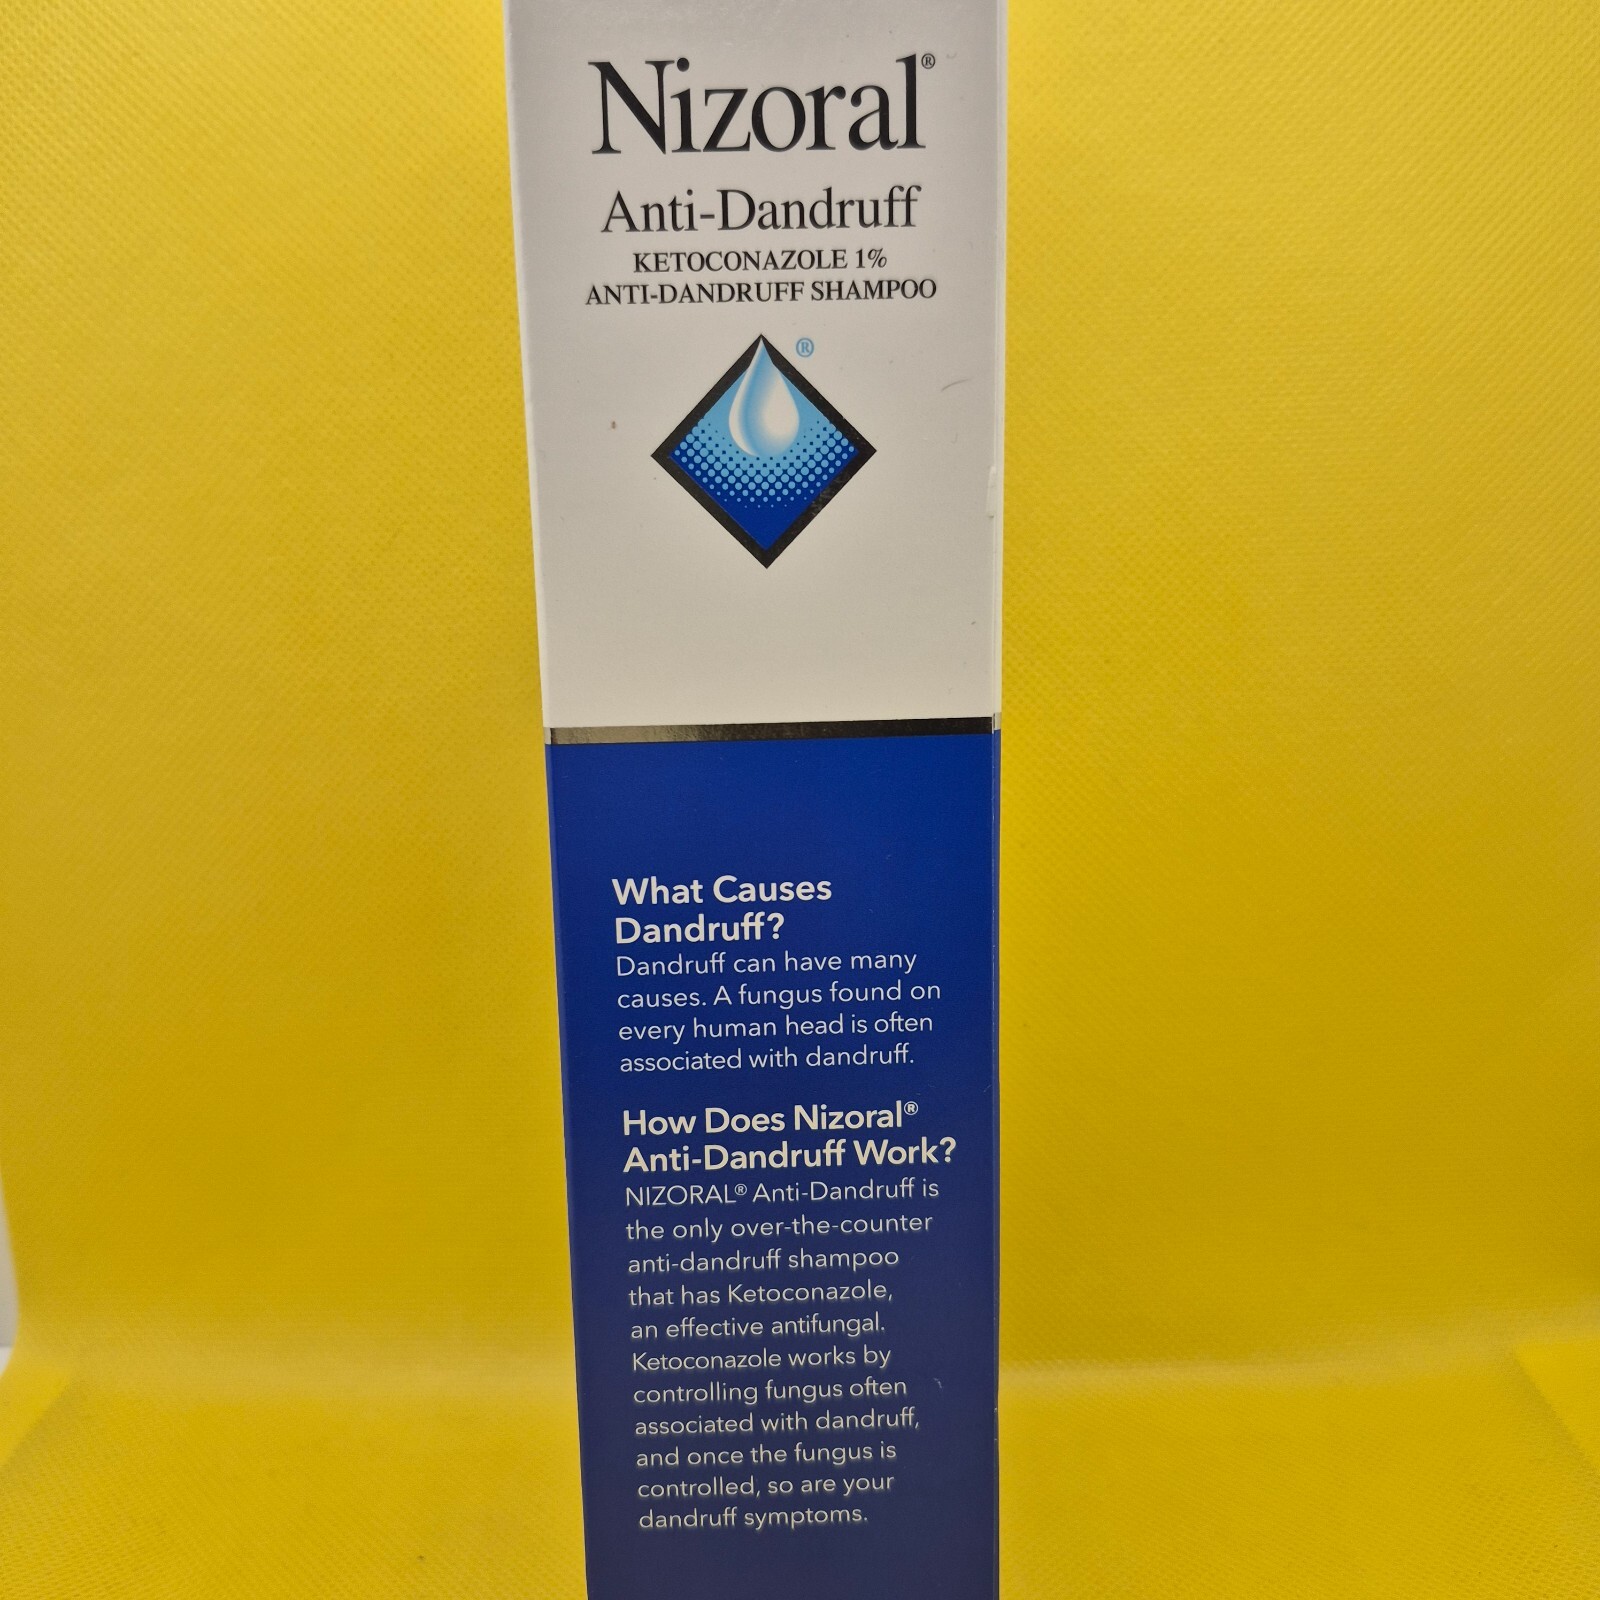 Nizoral®
Anti-Dandruff
KETOCONAZOLE 1%
ANTI-DANDRUFF SHAMPOO
®
What Causes
Dandruff?
Dandruff can have many
causes. A fungus found on
every human head is often
associated with dandruff.
How Does Nizoral®
Anti-Dandruff Work?
NIZORAL® Anti-Dandruff is
the only over-the-counter
anti-dandruff shampoo
that has Ketoconazole,
an effective antifungal.
Ketoconazole works by
controlling fungus often
associated with dandruff,
and once the fungus is
controlled, so are your
dandruff symptoms.